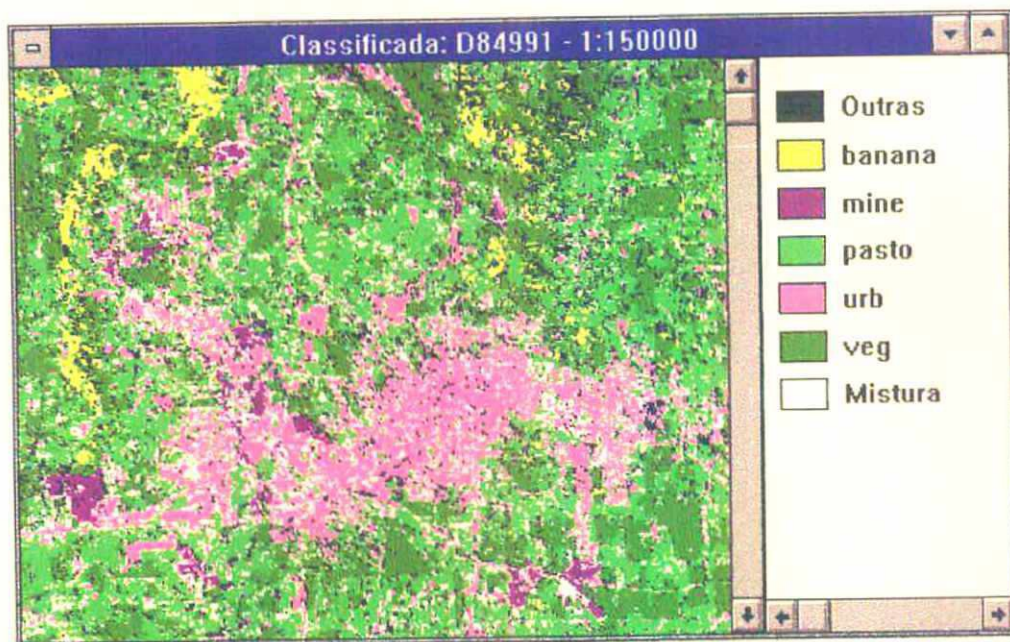 Classificada: D84991 - 1:150000
Outras
banana
mine
pasto
urb
veg
Mistura